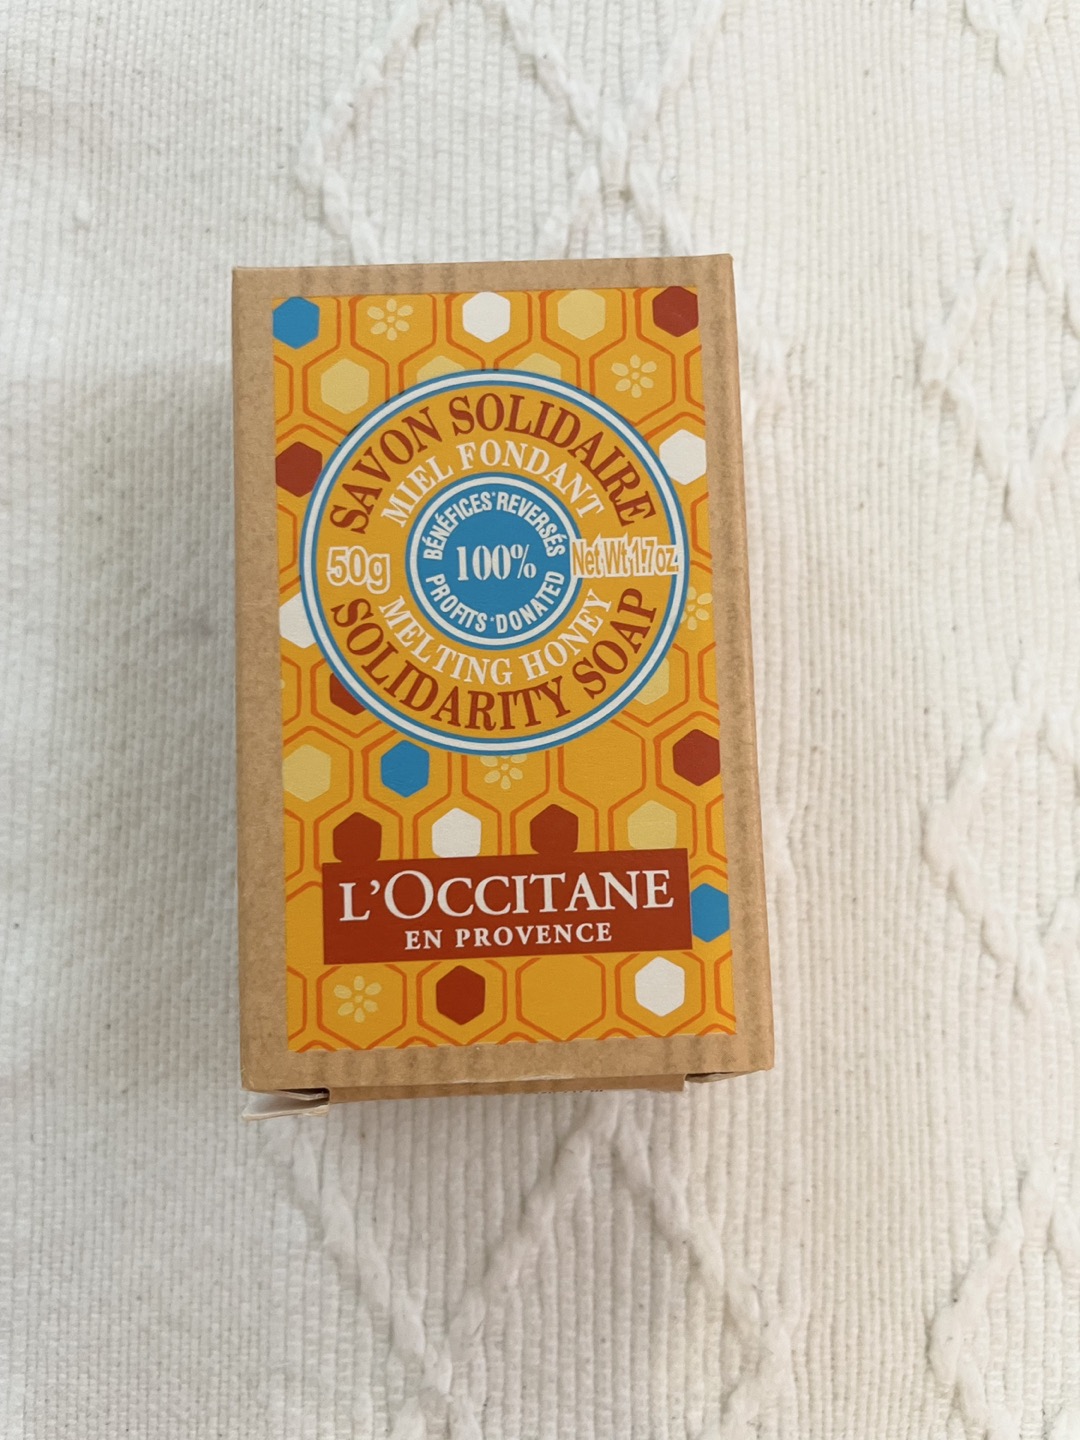 SAVON SOLIDAIRE
MIEL FONDANT
BÉNÉFICES* REVERSÉS
50g
100%
Net Wt 1.7 oz.
PROFITS* DONATED
MELTING HONEY
SOLIDARITY SOAP
L'OCCITANE
EN PROVENCE